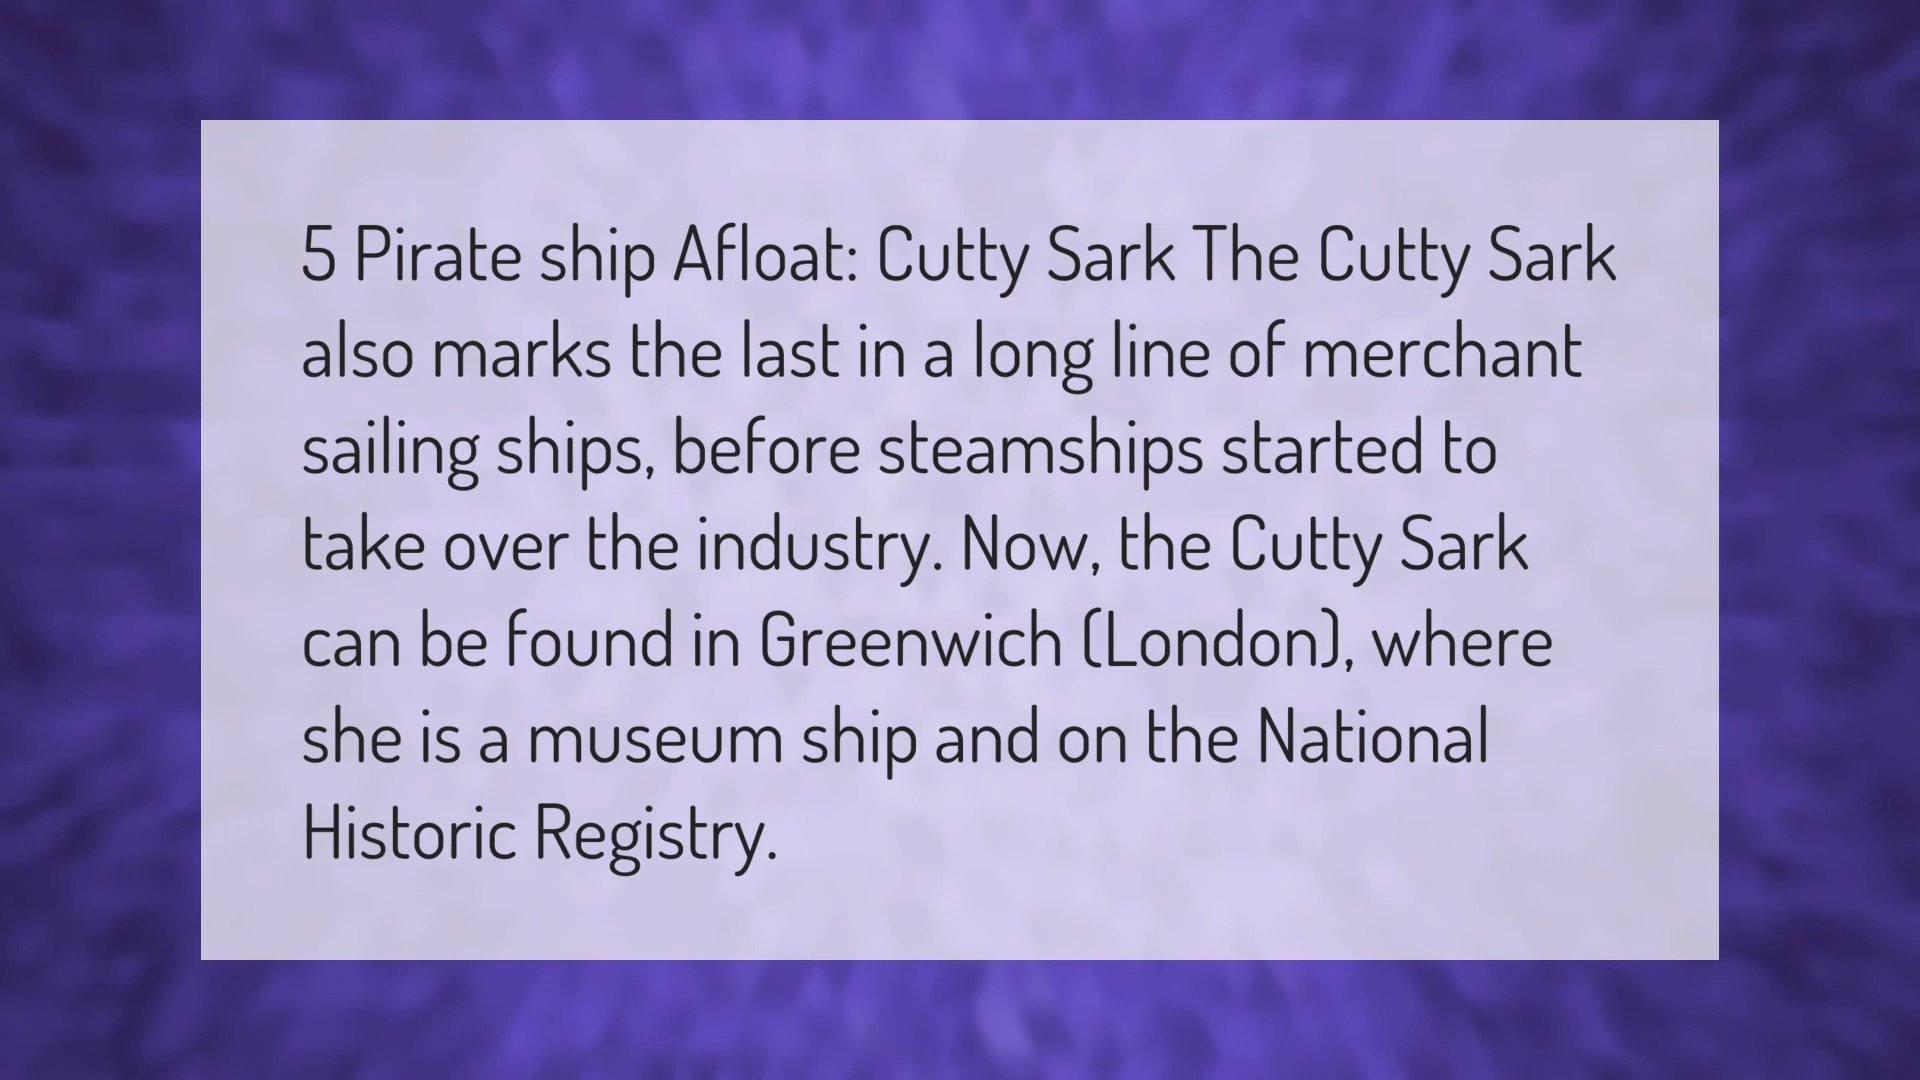 5 Pirate ship Afloat: Cutty Sark The Cutty Sark
also marks the last in a long line of merchant
sailing ships, before steamships started to
take over the industry. Now, the Cutty Sark
can be found in Greenwich (London), where
she is a museum ship and on the National
Historic Registry.